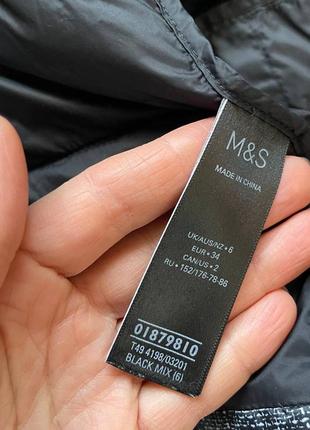 M&S
MADE IN CHINA
UK/AUS/NZ • 6
EUR • 34
CAN/US • 2
RU • 152/176-78-86
01879810
T49 4198/03201
BLACK MIX (6)